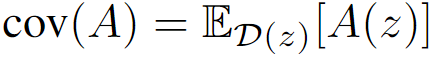 cov(A) = 𝔼_{𝒟(z)}[A(z)]